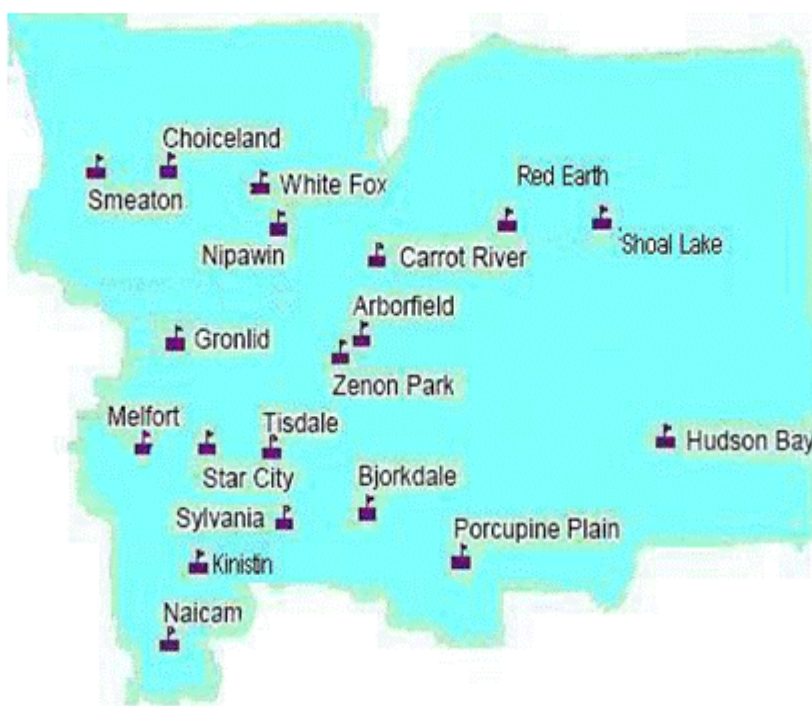 Choiceland
Red Earth
White Fox
Smeaton
Shoal Lake
Nipawin
Carrot River
Arborfield
Gronlid
Zenon Park
Melfort
Tisdale
Hudson Bay
Star City
Bjorkdale
Sylvania
Porcupine Plain
Kinistin
Naicam